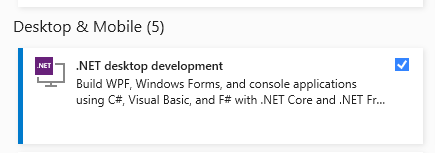 Desktop & Mobile (5)
.NET
.NET desktop development
Build WPF, Windows Forms, and console applications
using C#, Visual Basic, and F# with .NET Core and .NET Fr...